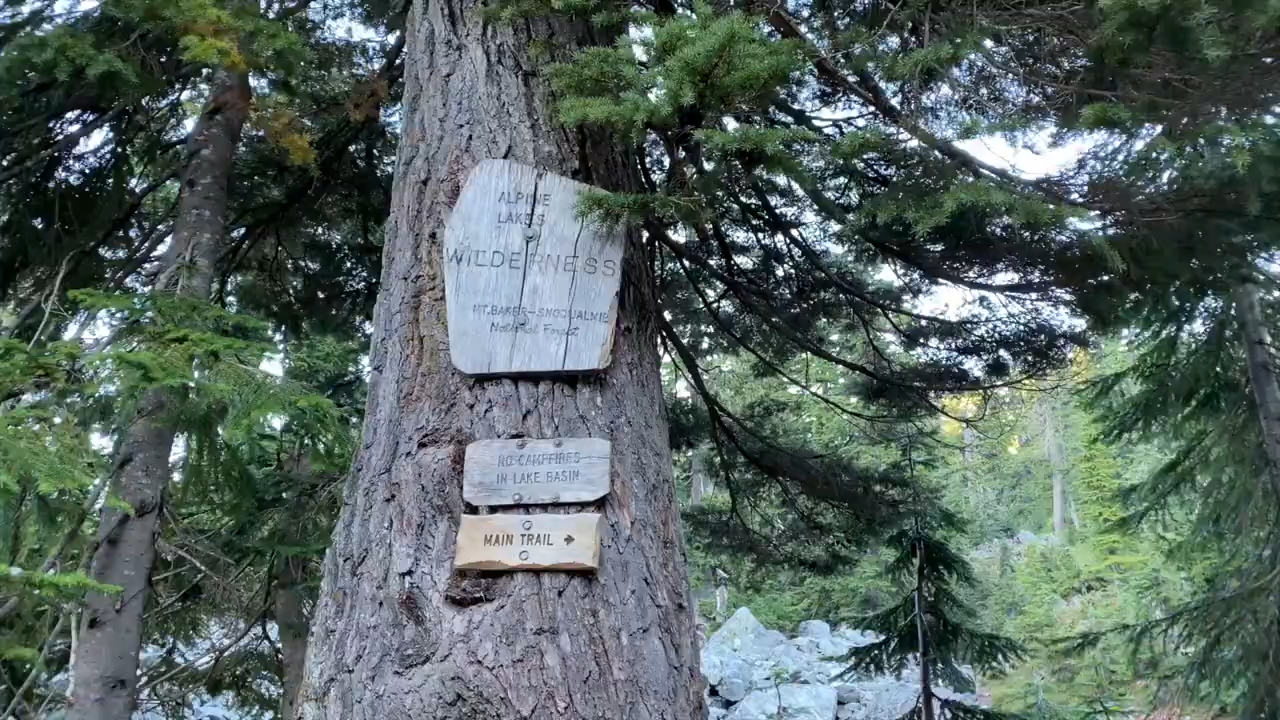 ALPINE
LAKES
WILDERNESS
MT.BAKER-SNOQUALMIE
National Forest
NO CAMPFIRES
IN LAKE BASIN
MAIN TRAIL